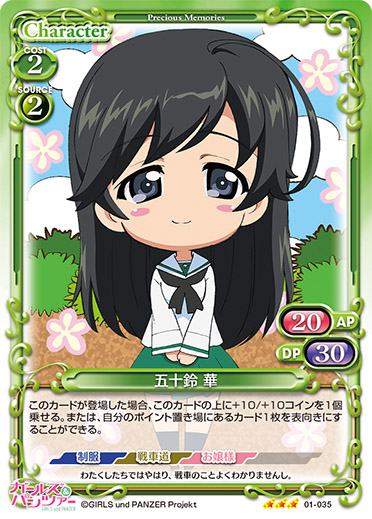 Precious Memories
Character
COST
2
SOURCE
2
20 AP
DP 30
五十鈴 華
このカードが登場した場合、このカードの上に+10/+10コインを1個
乗せる。または、自分のポイント置き場にあるカード1枚を表向きにす
ることができる。
制服 戦車道 お嬢様
わたくしたちではやはり、戦車のことよくわかりませんし。
ガールズ&パンツァー
GIRLS und PANZER
©GIRLS und PANZER Projekt
01-035